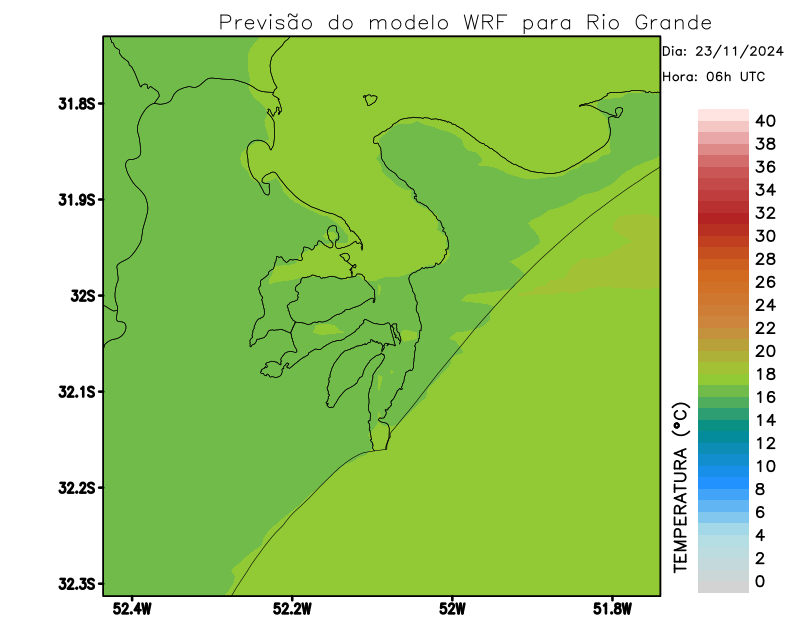 Previsão do modelo WRF para Rio Grande
Dia: 23/11/2024
Hora: 06h UTC
31.8S
31.9S
32S
32.1S
32.2S
32.3S
52.4W
52.2W
52W
51.8W
TEMPERATURA (°C)
40
38
36
34
32
30
28
26
24
22
20
18
16
14
12
10
8
6
4
2
0